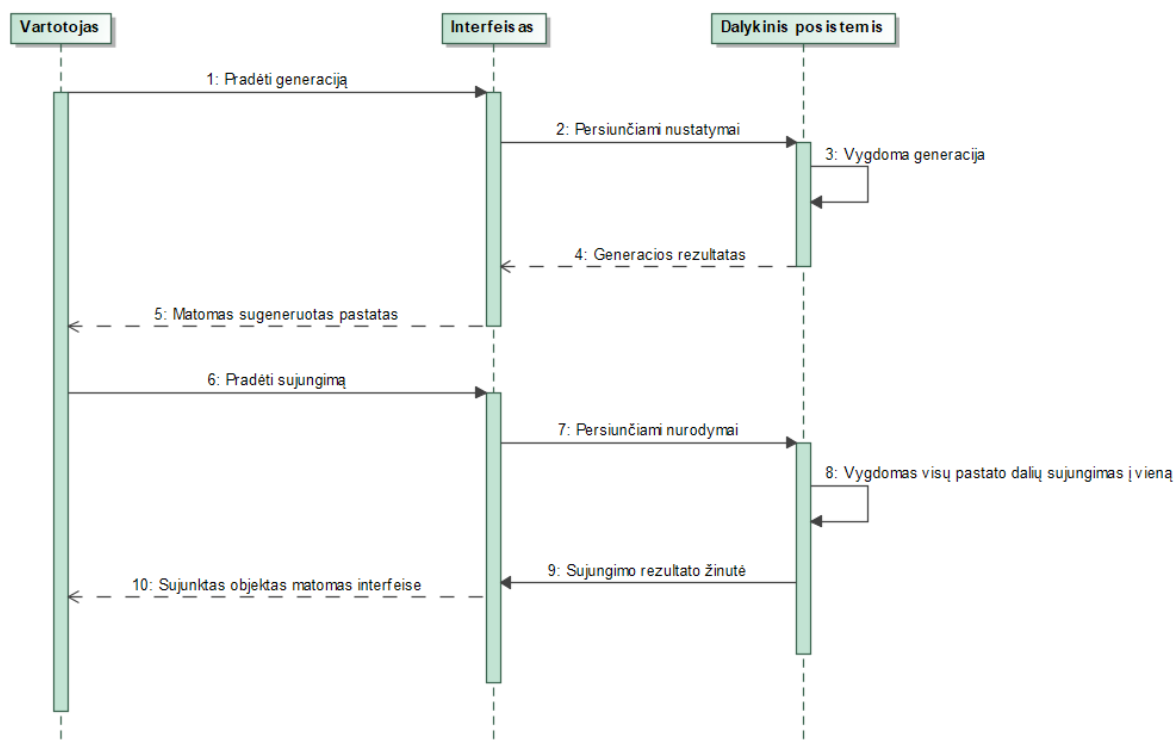 Vartotojas
Interfeisas
Dalykinis posistemis
1: Pradėti generaciją
2: Persiunčiami nustatymai
3: Vygdoma generacija
4: Generacios rezultatas
5: Matomas sugeneruotas pastatas
6: Pradėti sujungimą
7: Persiunčiami nurodymai
8: Vygdomas visų pastato dalių sujungimas į vieną
9: Sujungimo rezultato žinutė
10: Sujunktas objektas matomas interfeise